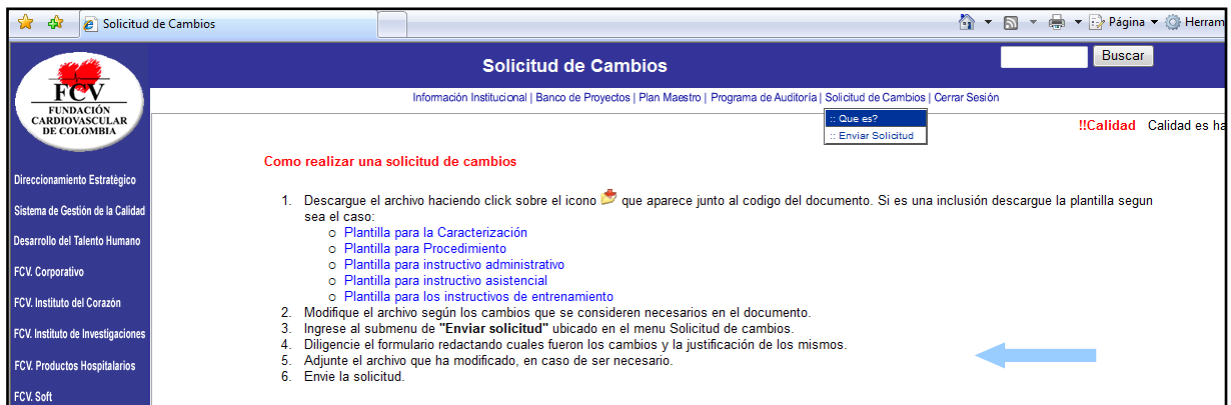 Solicitud de Cambios
Página
Herram
FCV
FUNDACIÓN
CARDIOVASCULAR
DE COLOMBIA
Solicitud de Cambios
Buscar
Información Institucional | Banco de Proyectos | Plan Maestro | Programa de Auditoría | Solicitud de Cambios | Cerrar Sesión
:: Que es?
:: Enviar Solicitud
!!Calidad Calidad es ha
Direccionamiento Estratégico
Sistema de Gestión de la Calidad
Desarrollo del Talento Humano
FCV. Corporativo
FCV. Instituto del Corazón
FCV. Instituto de Investigaciones
FCV. Productos Hospitalarios
FCV. Soft
Como realizar una solicitud de cambios
1. Descargue el archivo haciendo click sobre el icono que aparece junto al codigo del documento. Si es una inclusión descargue la plantilla segun
sea el caso:
o Plantilla para la Caracterización
o Plantilla para Procedimiento
o Plantilla para instructivo administrativo
o Plantilla para instructivo asistencial
o Plantilla para los instructivos de entrenamiento
2. Modifique el archivo según los cambios que se consideren necesarios en el documento.
3. Ingrese al submenu de "Enviar solicitud" ubicado en el menu Solicitud de cambios.
4. Diligencie el formulario redactando cuales fueron los cambios y la justificación de los mismos.
5. Adjunte el archivo que ha modificado, en caso de ser necesario.
6. Envie la solicitud.